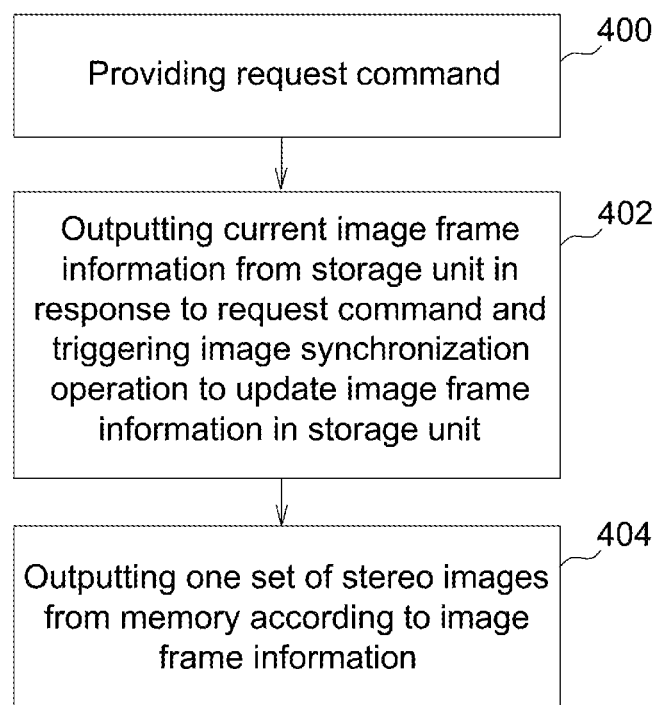 400
Providing request command
402
Outputting current image frame
information from storage unit in
response to request command and
triggering image synchronization
operation to update image frame
information in storage unit
404
Outputting one set of stereo images
from memory according to image
frame information